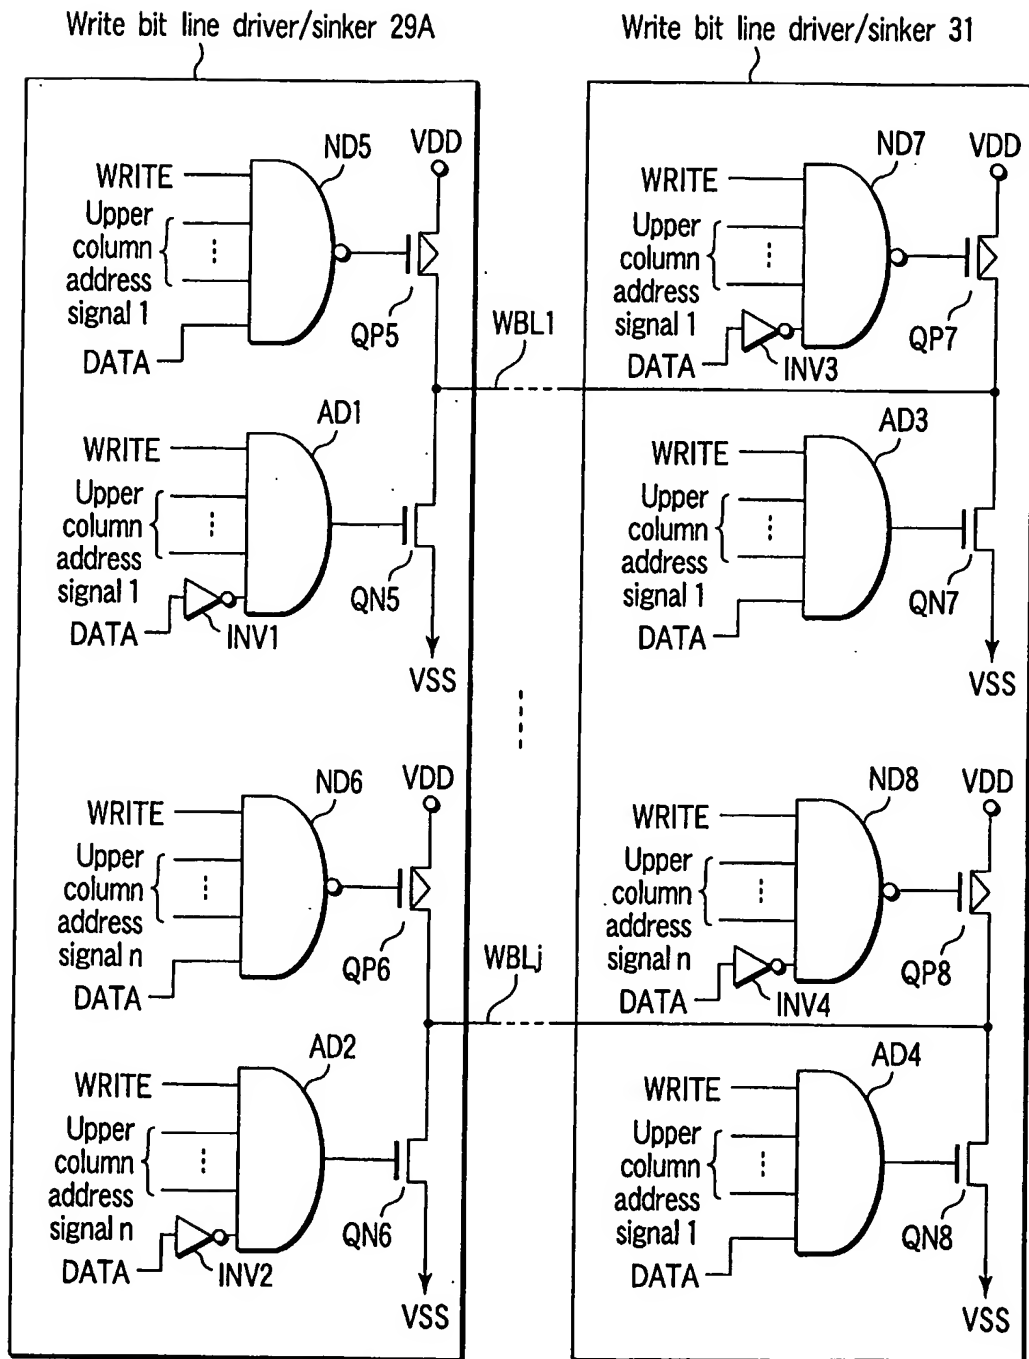 Write bit line driver/sinker 29A
ND5
VDD
WRITE
Upper
column
address
signal 1
DATA
QP5
WBL1
AD1
WRITE
Upper
column
address
signal 1
DATA
INV1
QN5
VSS
ND6
VDD
WRITE
Upper
column
address
signal n
DATA
QP6
WBLj
AD2
WRITE
Upper
column
address
signal n
DATA
INV2
QN6
VSS
Write bit line driver/sinker 31
ND7
VDD
WRITE
Upper
column
address
signal 1
DATA
INV3
QP7
AD3
WRITE
Upper
column
address
signal 1
DATA
QN7
VSS
ND8
VDD
WRITE
Upper
column
address
signal n
DATA
INV4
QP8
AD4
WRITE
Upper
column
address
signal 1
DATA
QN8
VSS